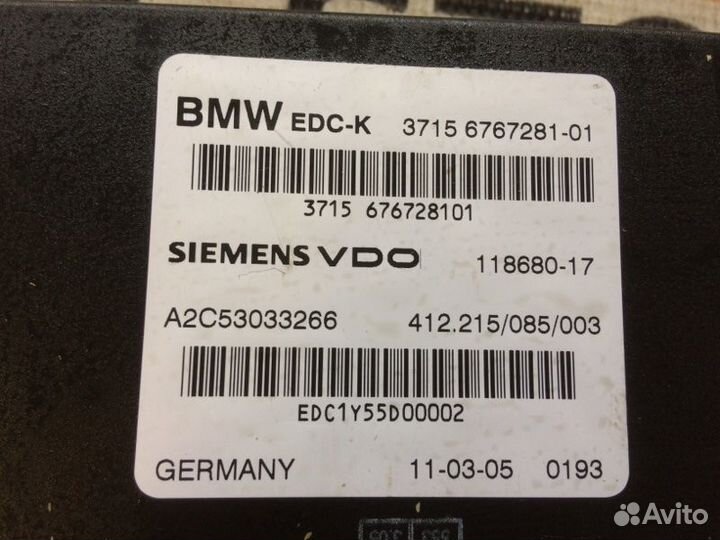 BMW EDC-K 3715 6767281-01
3715 676728101
SIEMENS VDO 118680-17
A2C53033266 412.215/085/003
EDC1Y55D00002
GERMANY 11-03-05 0193
Avito